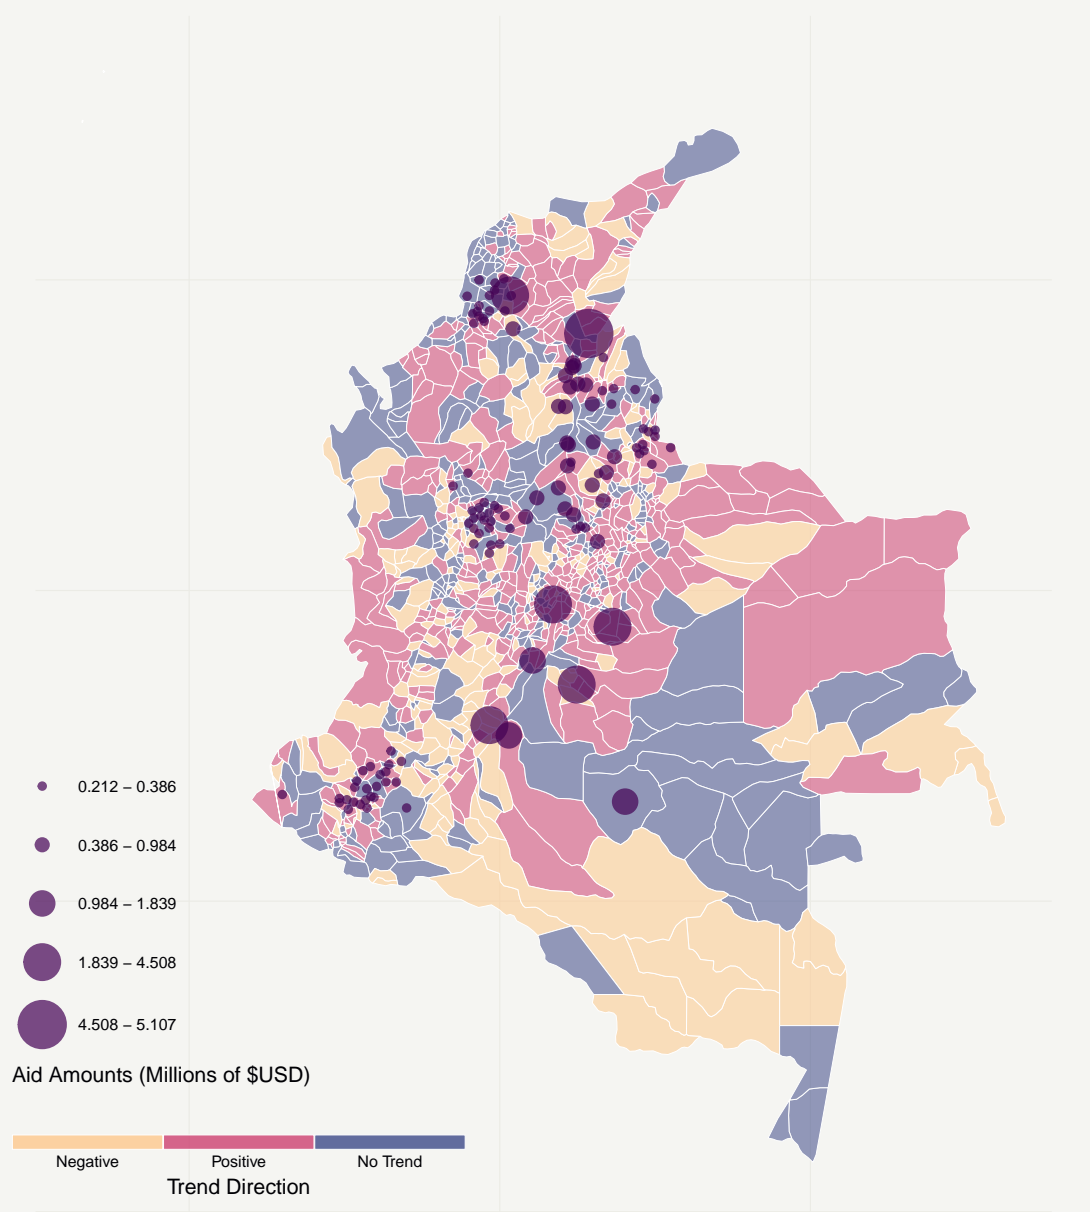 0.212 – 0.386
0.386 – 0.984
0.984 – 1.839
1.839 – 4.508
4.508 – 5.107
Aid Amounts (Millions of $USD)
Negative Positive No Trend
Trend Direction